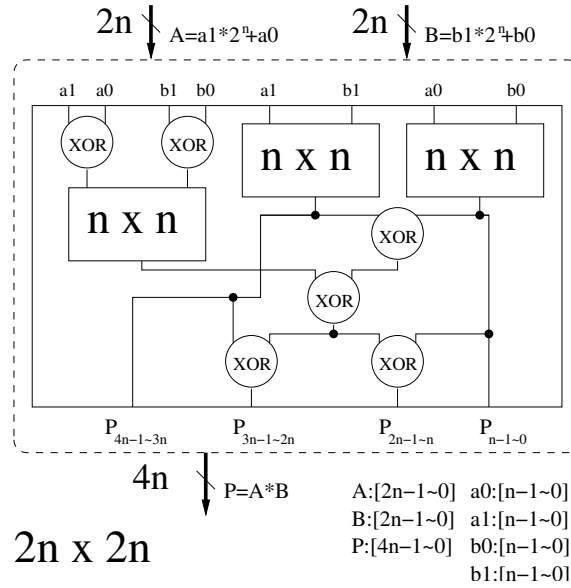 2n A=a1*2ⁿ+a0 2n B=b1*2ⁿ+b0
a1 a0 b1 b0 a1 b1 a0 b0
XOR XOR n x n n x n
n x n XOR
XOR
XOR XOR
P4n−1~3n P3n−1~2n P2n−1~n Pn−1~0
4n P=A*B
A:[2n−1~0] a0:[n−1~0]
B:[2n−1~0] a1:[n−1~0]
P:[4n−1~0] b0:[n−1~0]
2n x 2n b1:[n−1~0]